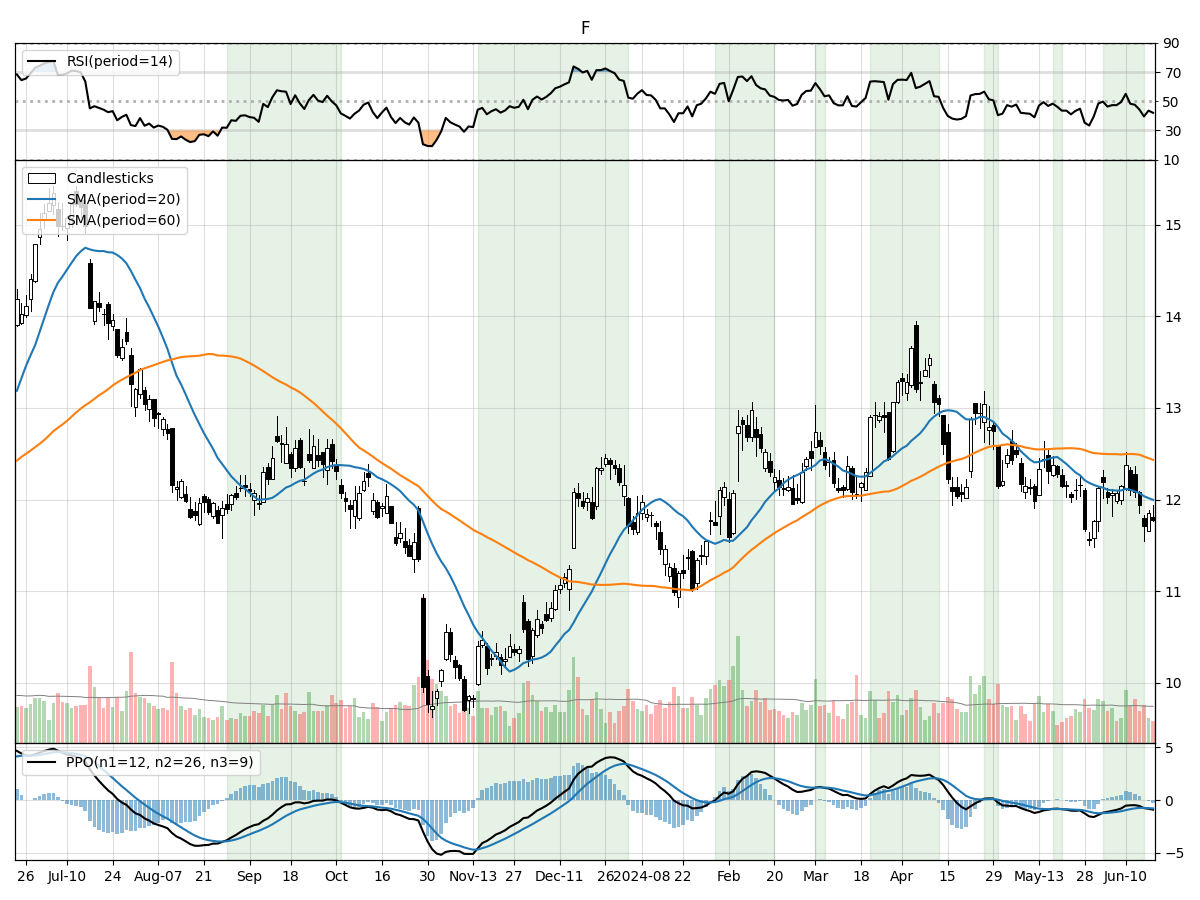 F
RSI(period=14)
90
70
50
30
10
Candlesticks
SMA(period=20)
SMA(period=60)
15
14
13
12
11
10
PPO(n1=12, n2=26, n3=9)
5
0
−5
26 Jul-10 24 Aug-07 21 Sep 18 Oct 16 30 Nov-13 27 Dec-11 26 2024-08 22 Feb 20 Mar 18 Apr 15 29 May-13 28 Jun-10